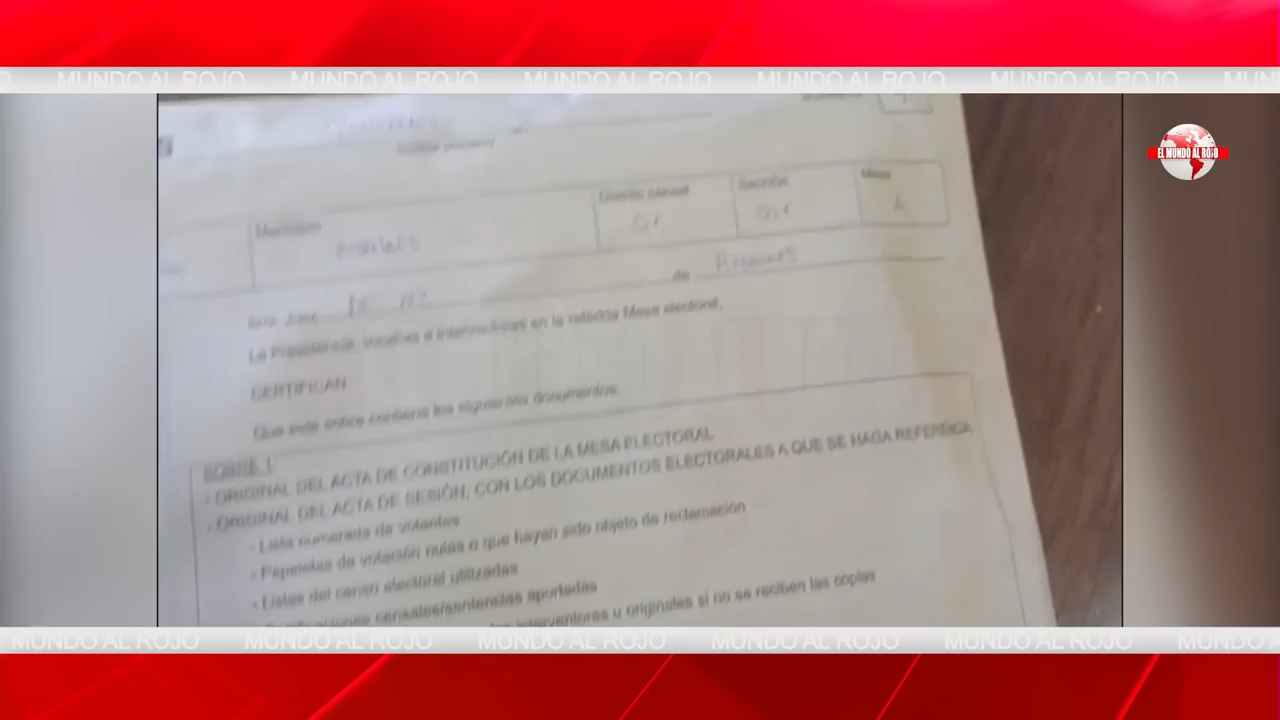 MUNDO AL ROJO MUNDO AL ROJO MUNDO AL ROJO MUNDO AL ROJO MUNDO AL ROJO MUN
EL MUNDO AL ROJO
Municipio
Distrito censal
Sección
Mesa
01
001
A
de
La Presidencia, vocalías e Interventores en la referida Mesa electoral,
CERTIFICAN
Que este sobre contiene los siguientes documentos:
SOBRE 1
- ORIGINAL DEL ACTA DE CONSTITUCIÓN DE LA MESA ELECTORAL
- ORIGINAL DEL ACTA DE SESIÓN, CON LOS DOCUMENTOS ELECTORALES A QUE SE HAGA REFERENCIA
- Lista numerada de votantes
- Papeletas de votación nulas o que hayan sido objeto de reclamación
- Listas del censo electoral utilizadas
censales/sentencias aportadas
interventores u originales si no se reciben las copias
MUNDO AL ROJO MUNDO AL ROJO MUNDO AL ROJO MUNDO AL ROJO MUNDO AL ROJO MUNDO A